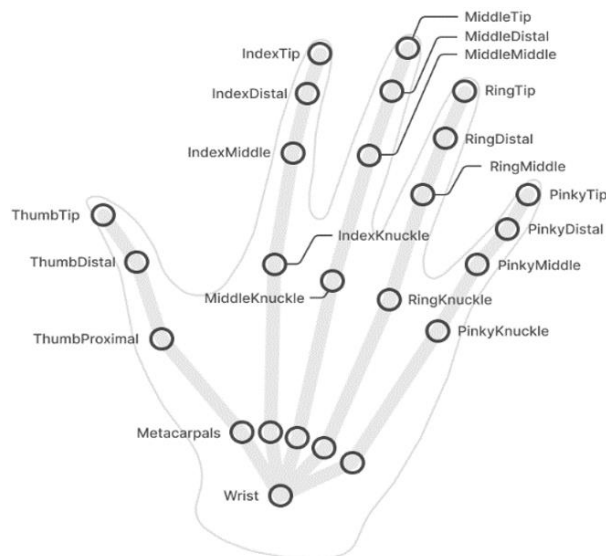 MiddleTip
MiddleDistal
MiddleMiddle
IndexTip
IndexDistal
RingTip
RingDistal
IndexMiddle
RingMiddle
PinkyTip
ThumbTip
PinkyDistal
IndexKnuckle
ThumbDistal
PinkyMiddle
MiddleKnuckle
RingKnuckle
PinkyKnuckle
ThumbProximal
Metacarpals
Wrist